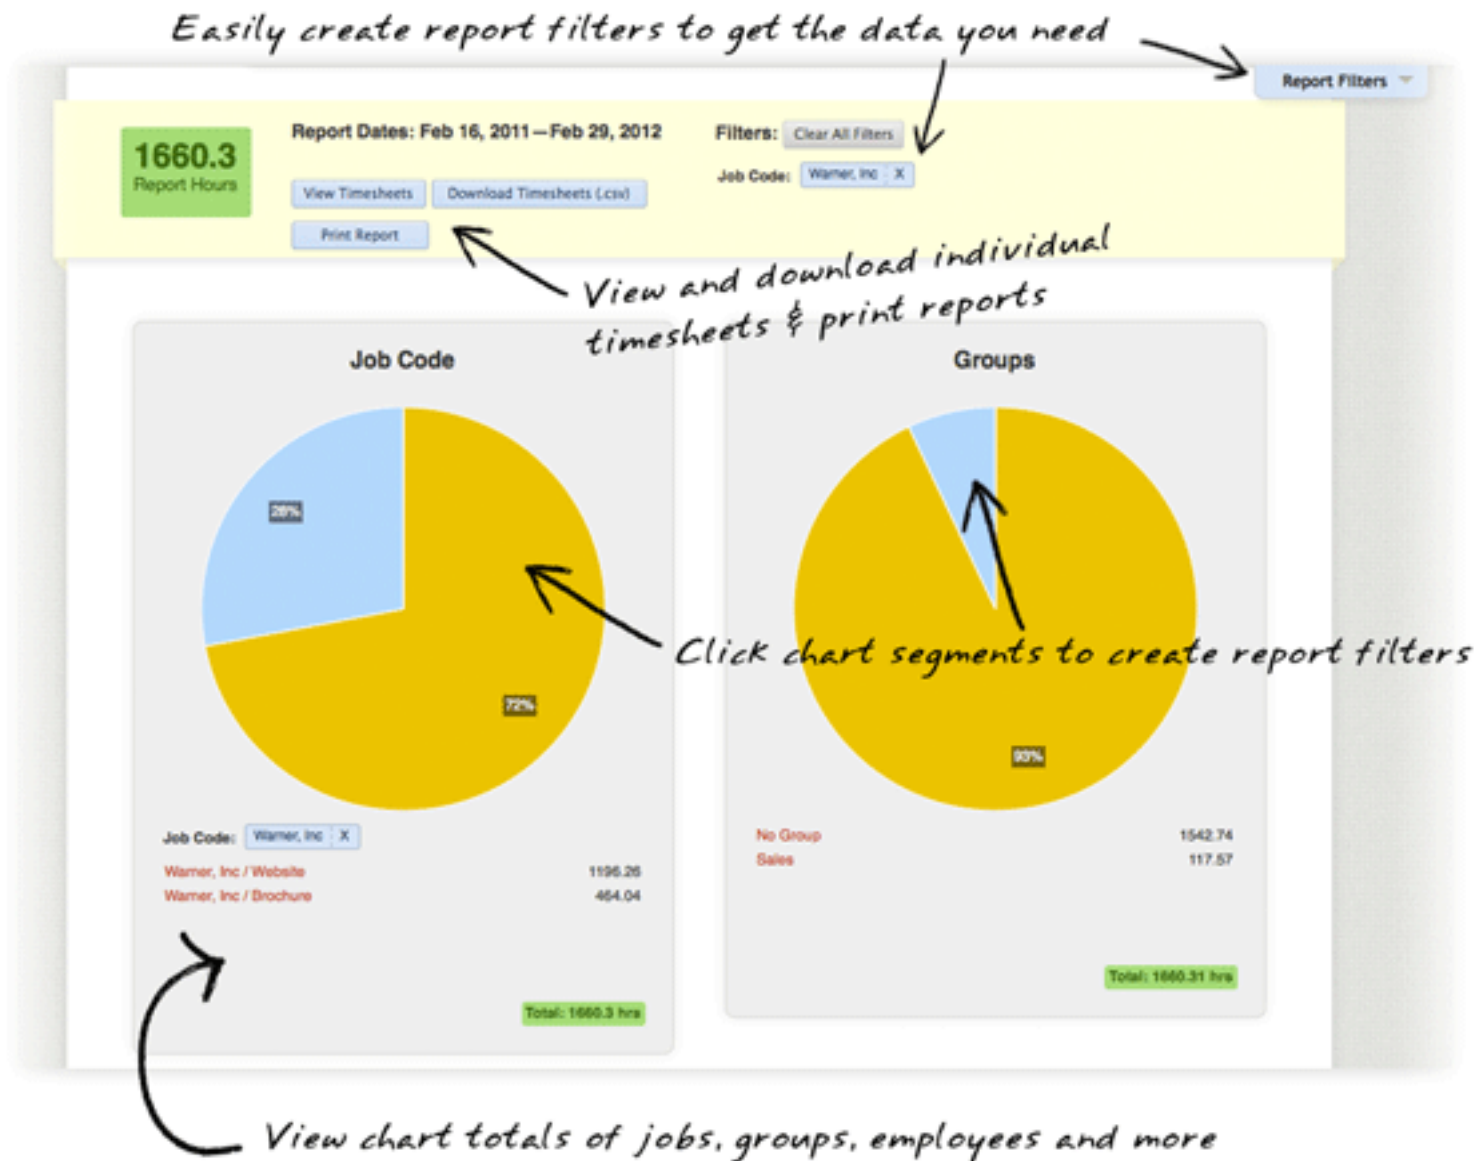 Easily create report filters to get the data you need
Report Filters
1660.3
Report Hours
Report Dates: Feb 16, 2011—Feb 29, 2012
View Timesheets
Download Timesheets (.csv)
Print Report
Filters: Clear All Filters
Job Code: Warner, Inc X
View and download individual
timesheets & print reports
Job Code
28%
72%
Job Code: Warner, Inc X
Warner, Inc / Website 1196.26
Warner, Inc / Brochure 464.04
Total: 1660.3 hrs
Groups
Click chart segments to create report filters
93%
No Group 1542.74
Sales 117.57
Total: 1660.31 hrs
View chart totals of jobs, groups, employees and more